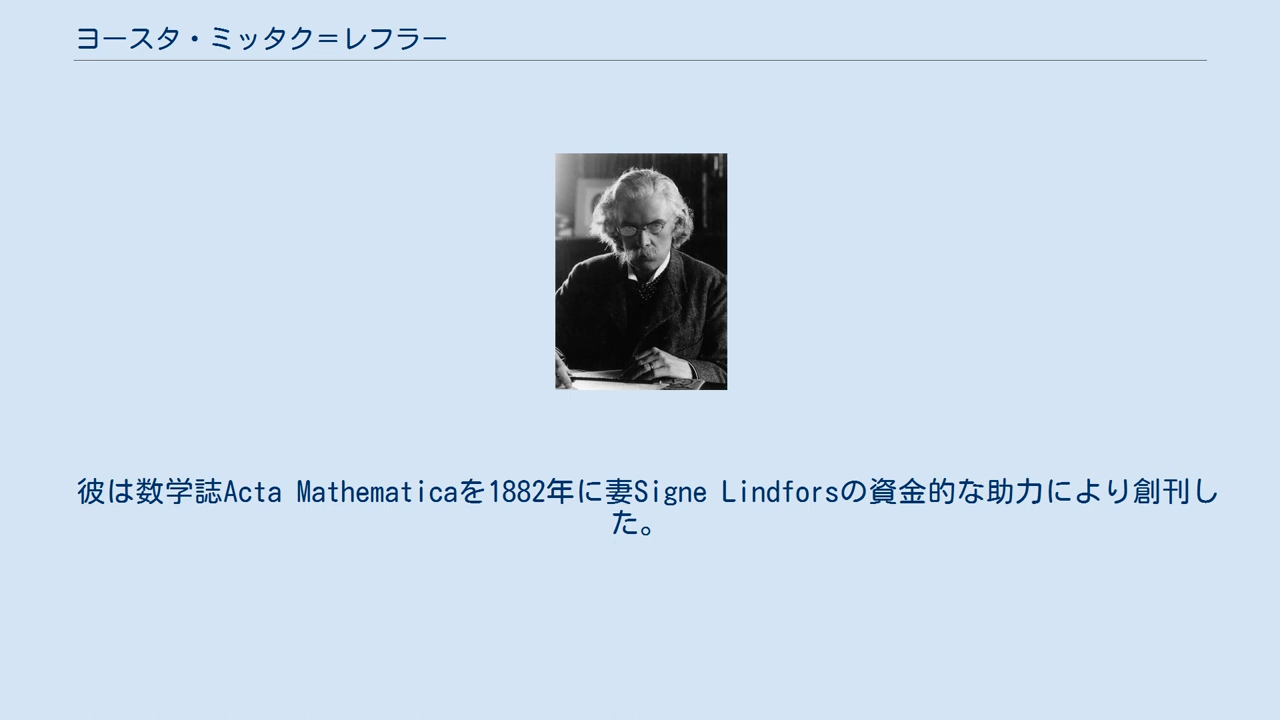 ヨースタ・ミッタク＝レフラー
彼は数学誌Acta Mathematicaを1882年に妻Signe Lindforsの資金的な助力により創刊し
た。